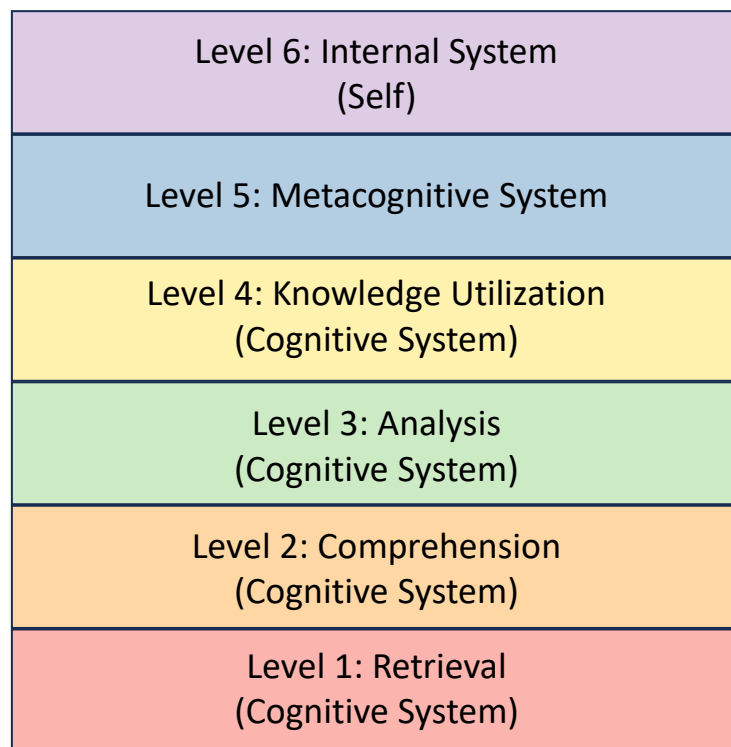 Level 6: Internal System
(Self)
Level 5: Metacognitive System
Level 4: Knowledge Utilization
(Cognitive System)
Level 3: Analysis
(Cognitive System)
Level 2: Comprehension
(Cognitive System)
Level 1: Retrieval
(Cognitive System)